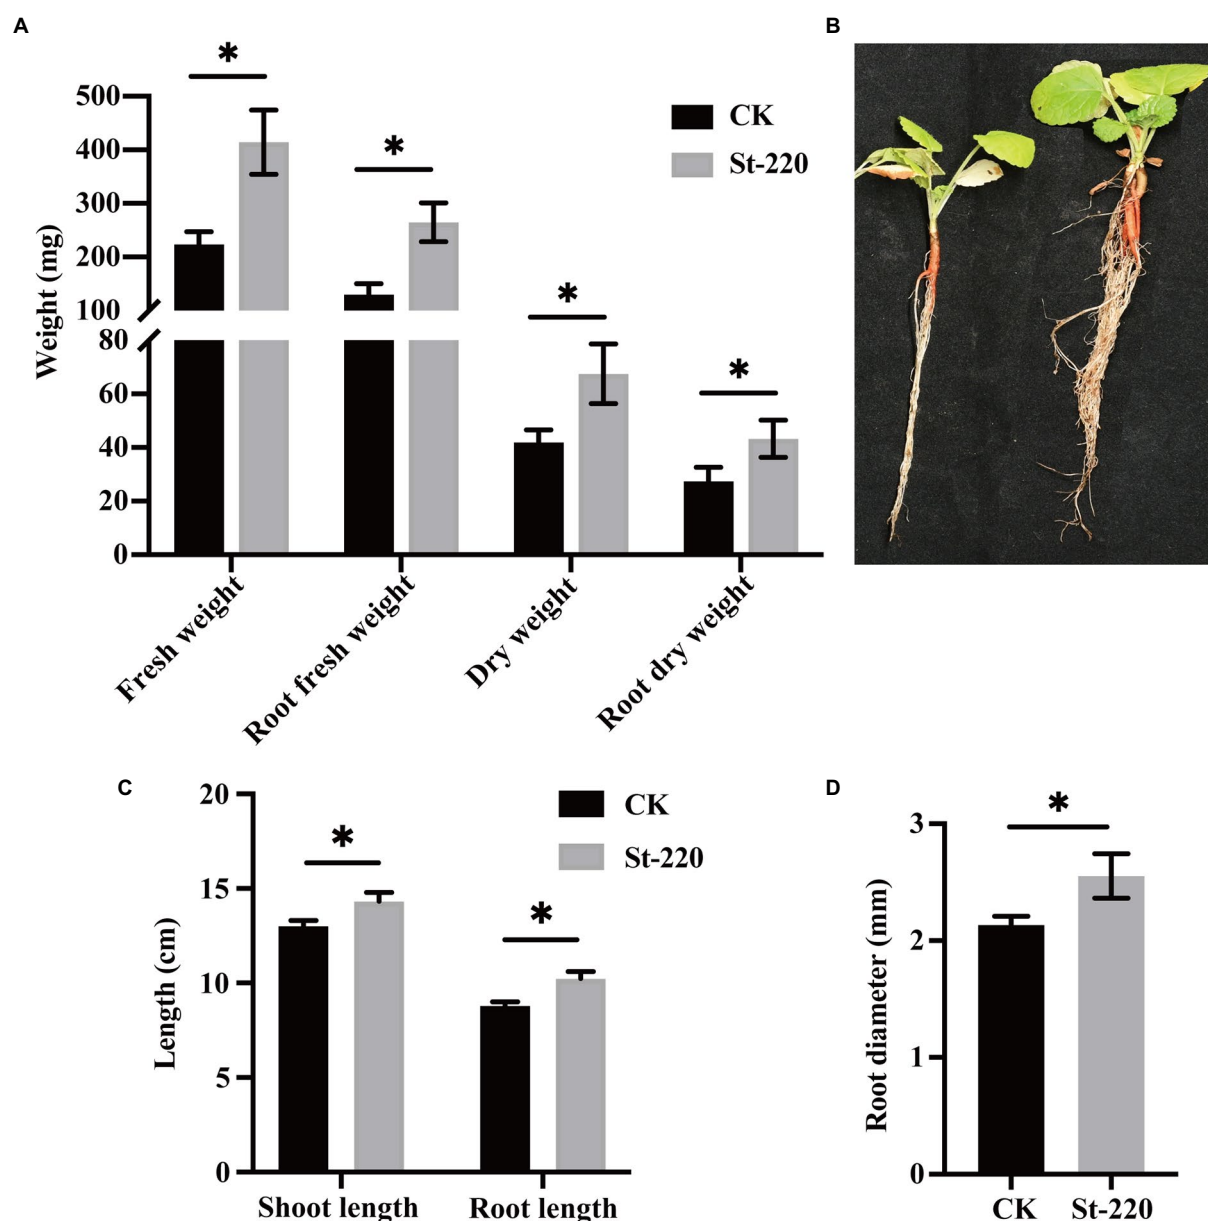 A
B
*
*
*
*
CK
St-220
Weight (mg)
500
400
300
200
100
80
60
40
20
0
Fresh weight
Root fresh weight
Dry weight
Root dry weight
C
CK
St-220
*
*
Length (cm)
20
15
10
5
0
Shoot length
Root length
D
*
Root diameter (mm)
3
2
1
0
CK
St-220